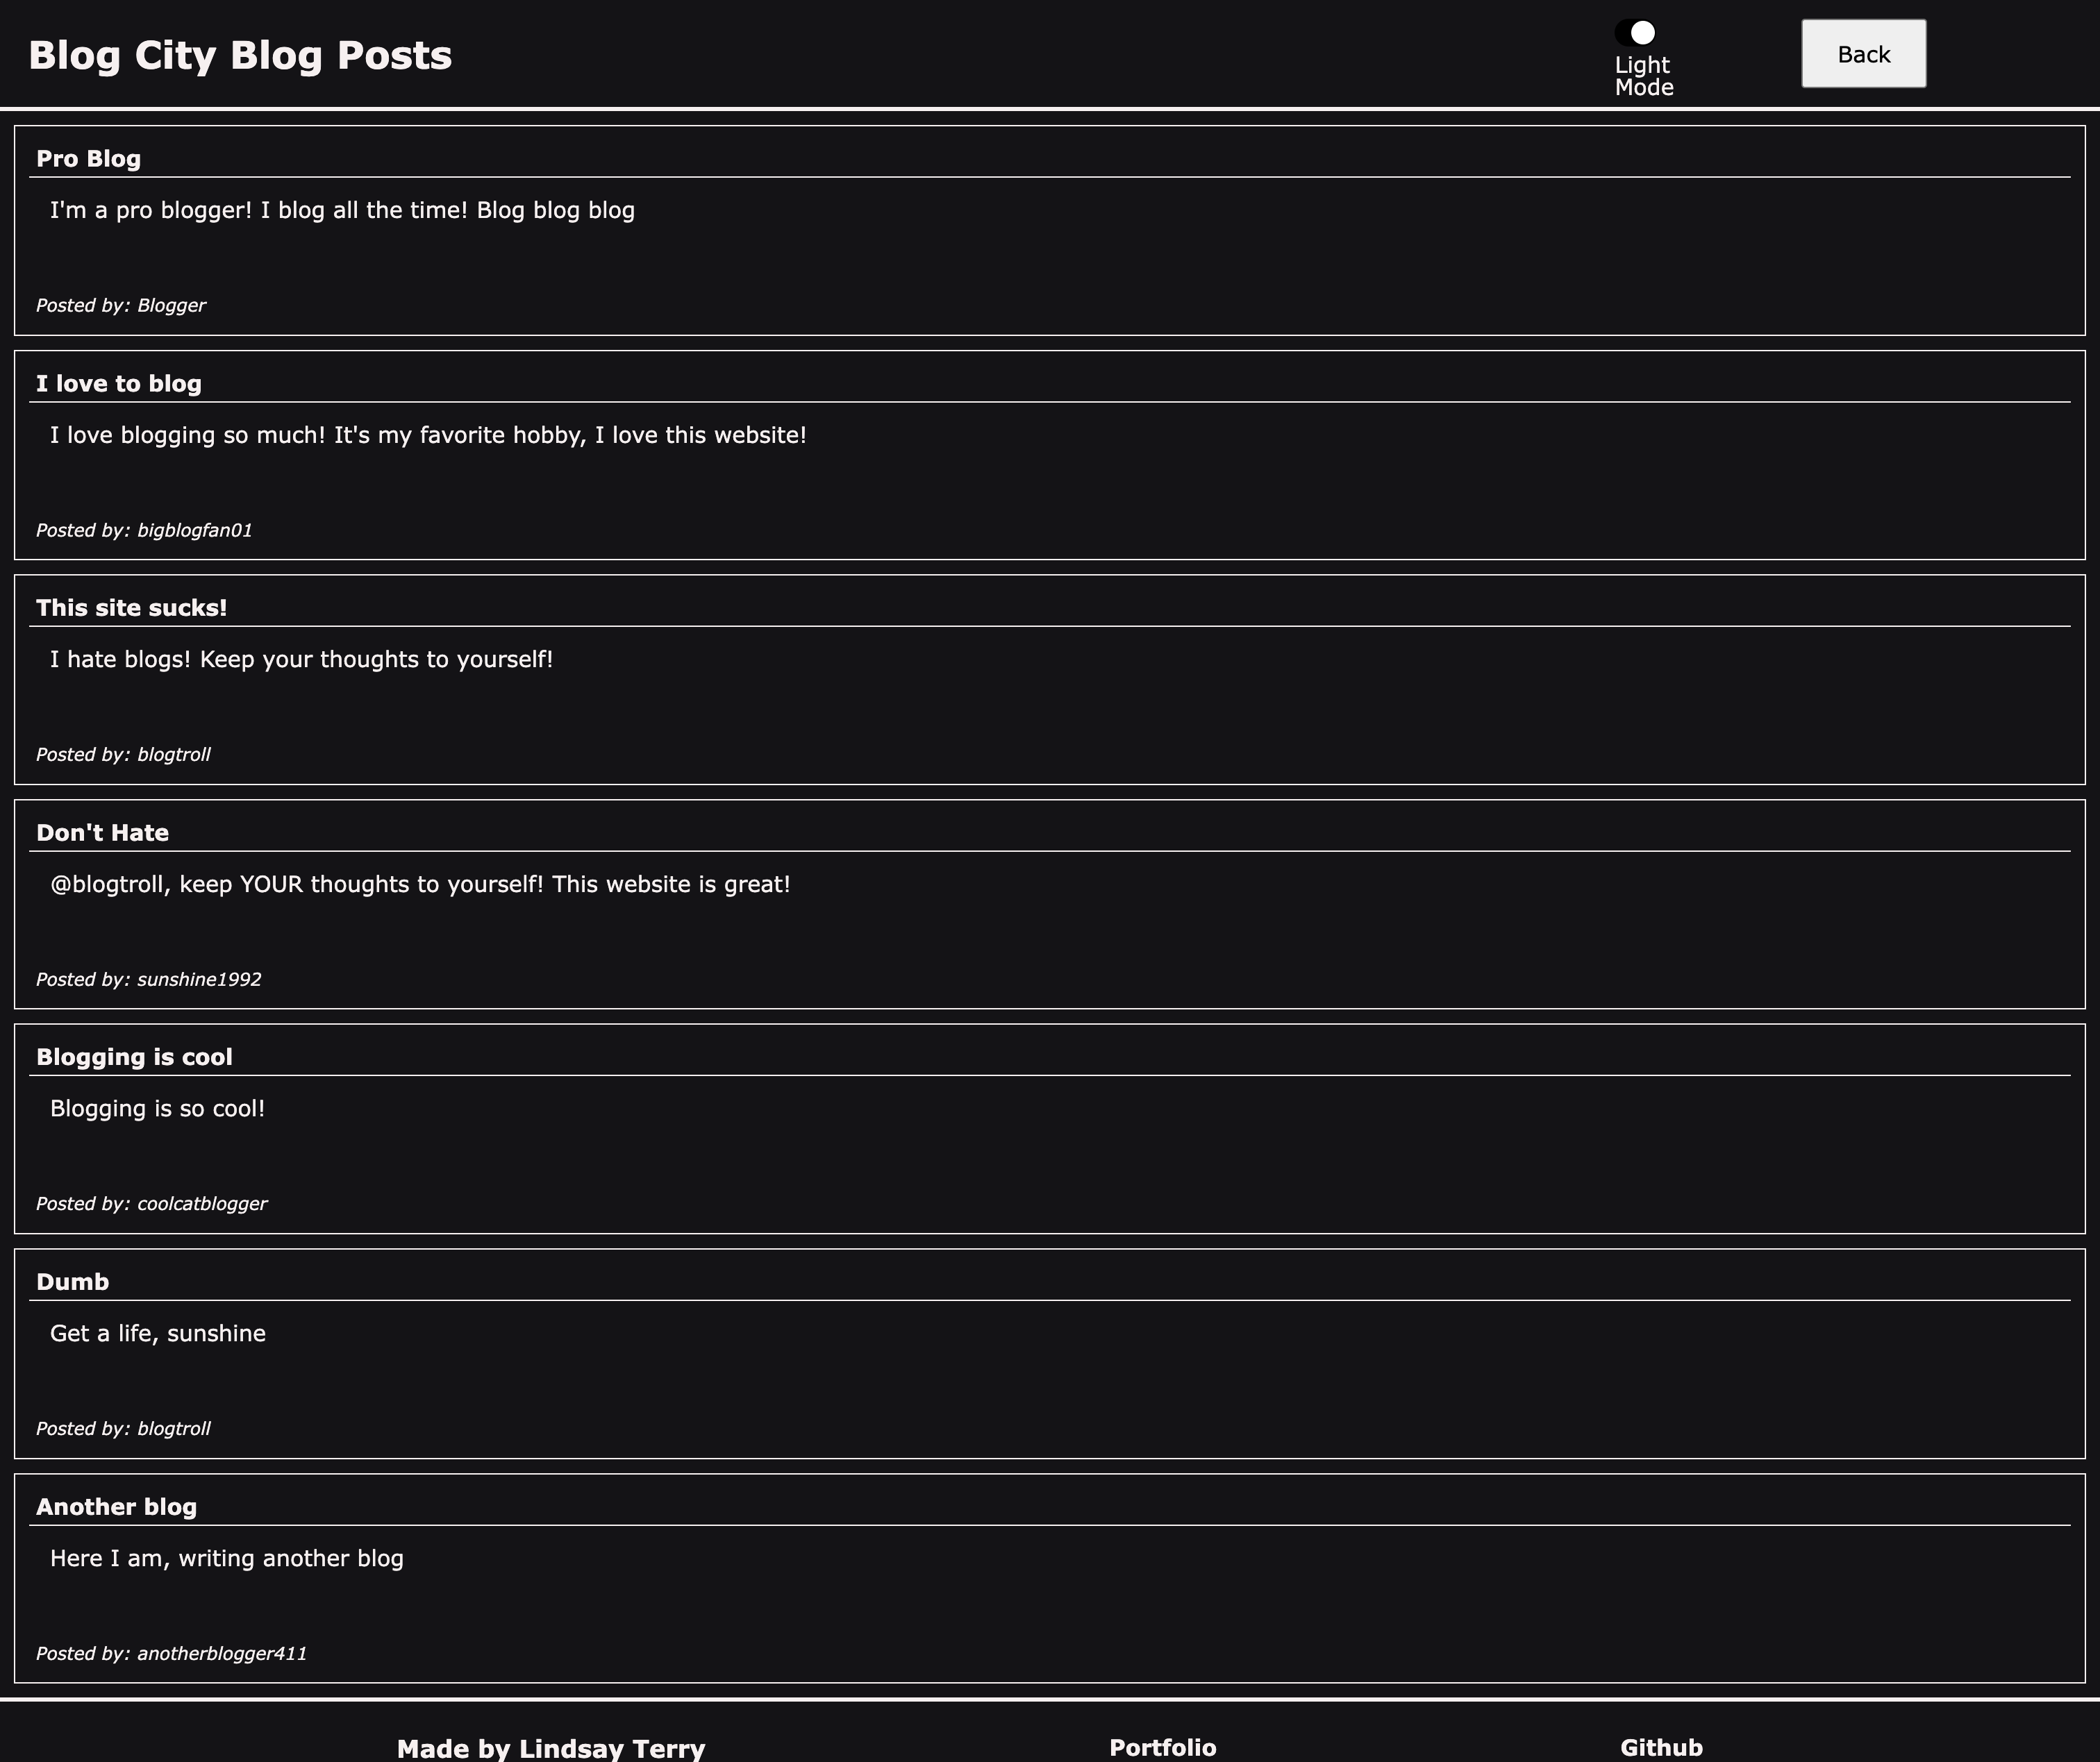 Blog City Blog Posts
Light
Mode
Back
Pro Blog
I'm a pro blogger! I blog all the time! Blog blog blog
Posted by: Blogger
I love to blog
I love blogging so much! It's my favorite hobby, I love this website!
Posted by: bigblogfan01
This site sucks!
I hate blogs! Keep your thoughts to yourself!
Posted by: blogtroll
Don't Hate
@blogtroll, keep YOUR thoughts to yourself! This website is great!
Posted by: sunshine1992
Blogging is cool
Blogging is so cool!
Posted by: coolcatblogger
Dumb
Get a life, sunshine
Posted by: blogtroll
Another blog
Here I am, writing another blog
Posted by: anotherblogger411
Made by Lindsay Terry
Portfolio
Github